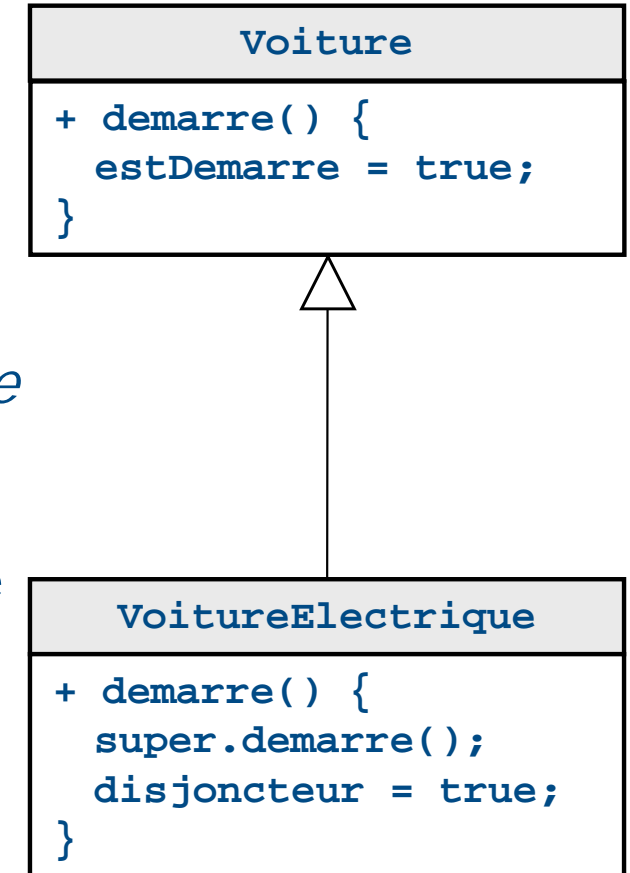 Voiture
+ demarre() {
estDemarre = true;
}
e
VoitureElectrique
+ demarre() {
super.demarre();
disjoncteur = true;
}